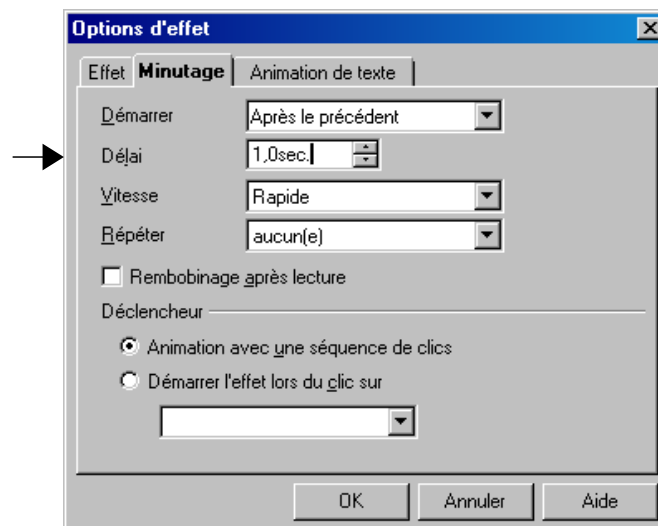 Options d'effet
Effet Minutage Animation de texte
Démarrer Après le précédent
Délai 1,0sec.
Vitesse Rapide
Répéter aucun(e)
Rembobinage après lecture
Déclencheur
Animation avec une séquence de clics
Démarrer l'effet lors du clic sur
OK Annuler Aide